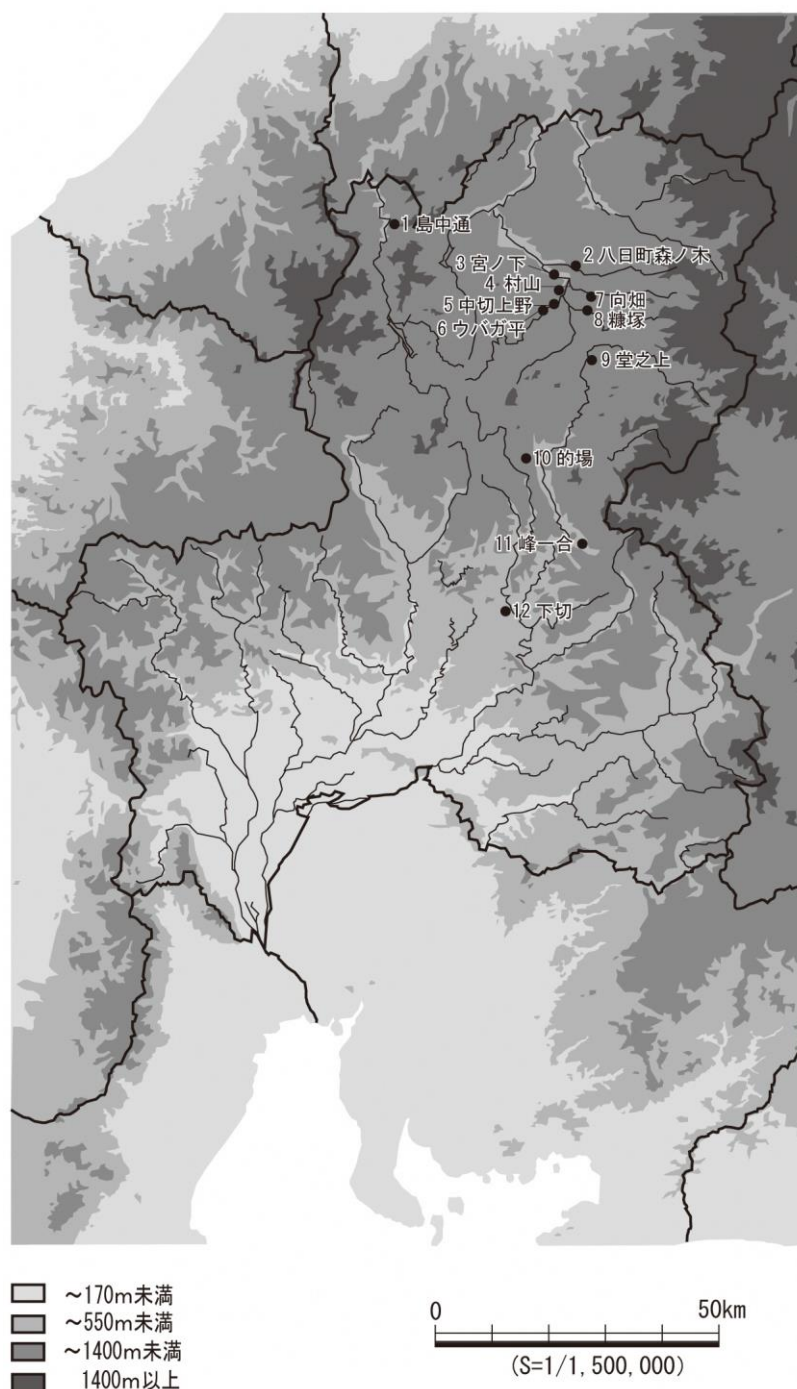 1 島中通
2 八日町森ノ木
3 宮ノ下
4 村山
5 中切上野
6 ウバガ平
7 向畑
8 糠塚
9 堂之上
10 的場
11 峰一合
12 下切
～170m未満
～550m未満
～1400m未満
1400m以上
0 50km
(S=1/1,500,000)